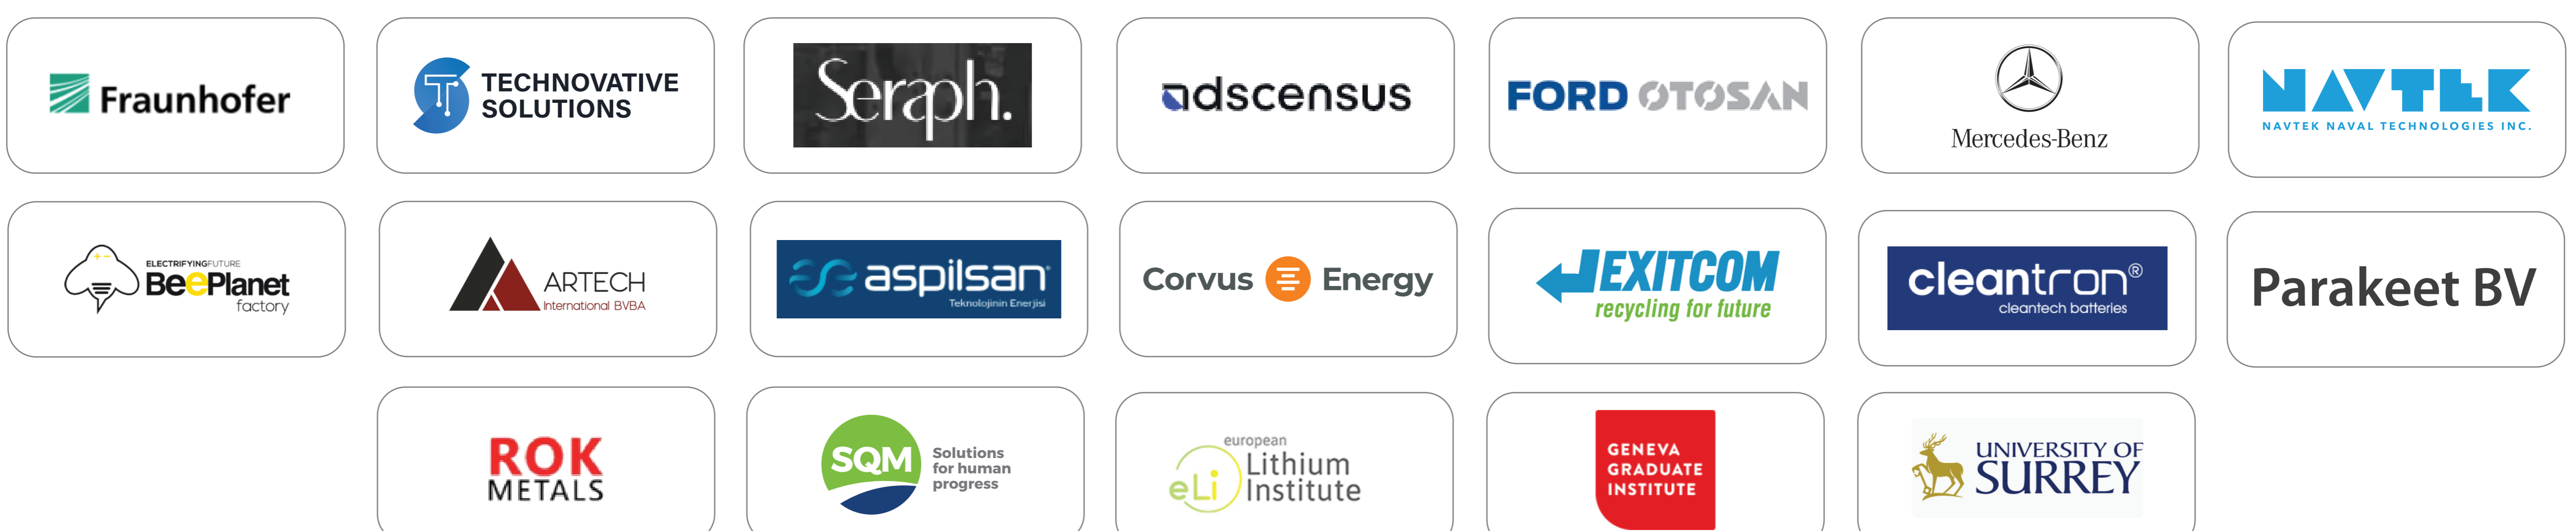 Fraunhofer
TECHNOVATIVE
SOLUTIONS
Seraph.
adscensus
FORD OTOSAN
Mercedes-Benz
NAVTEK
NAVTEK NAVAL TECHNOLOGIES INC.
ELECTRIFYINGFUTURE
BeePlanet
factory
ARTECH
International BVBA
aspilsan
Teknolojinin Enerjisi
Corvus Energy
EXITCOM
recycling for future
cleantron®
cleantech batteries
Parakeet BV
ROK
METALS
SQM
Solutions
for human
progress
european
Lithium
eLi Institute
GENEVA
GRADUATE
INSTITUTE
UNIVERSITY OF
SURREY